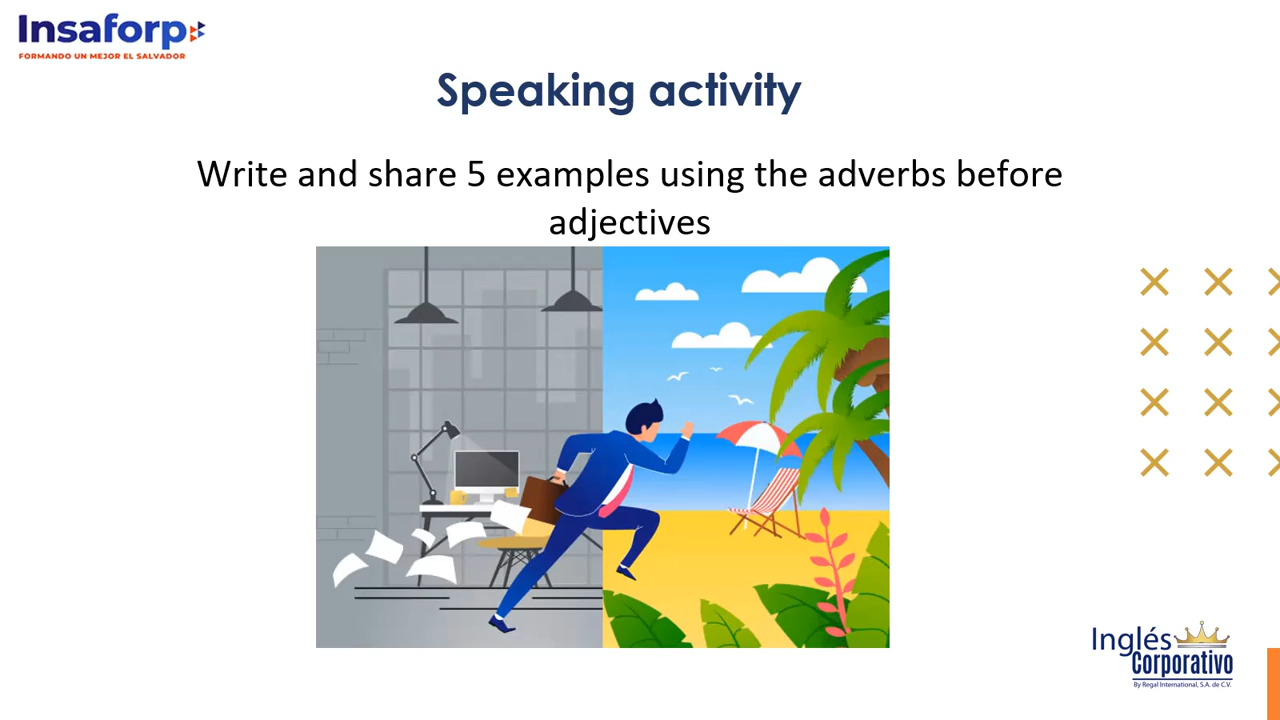 Insaforp
FORMANDO UN MEJOR EL SALVADOR
Speaking activity
Write and share 5 examples using the adverbs before
adjectives
Inglés
Corporativo
By Regal International, S.A. de C.V.